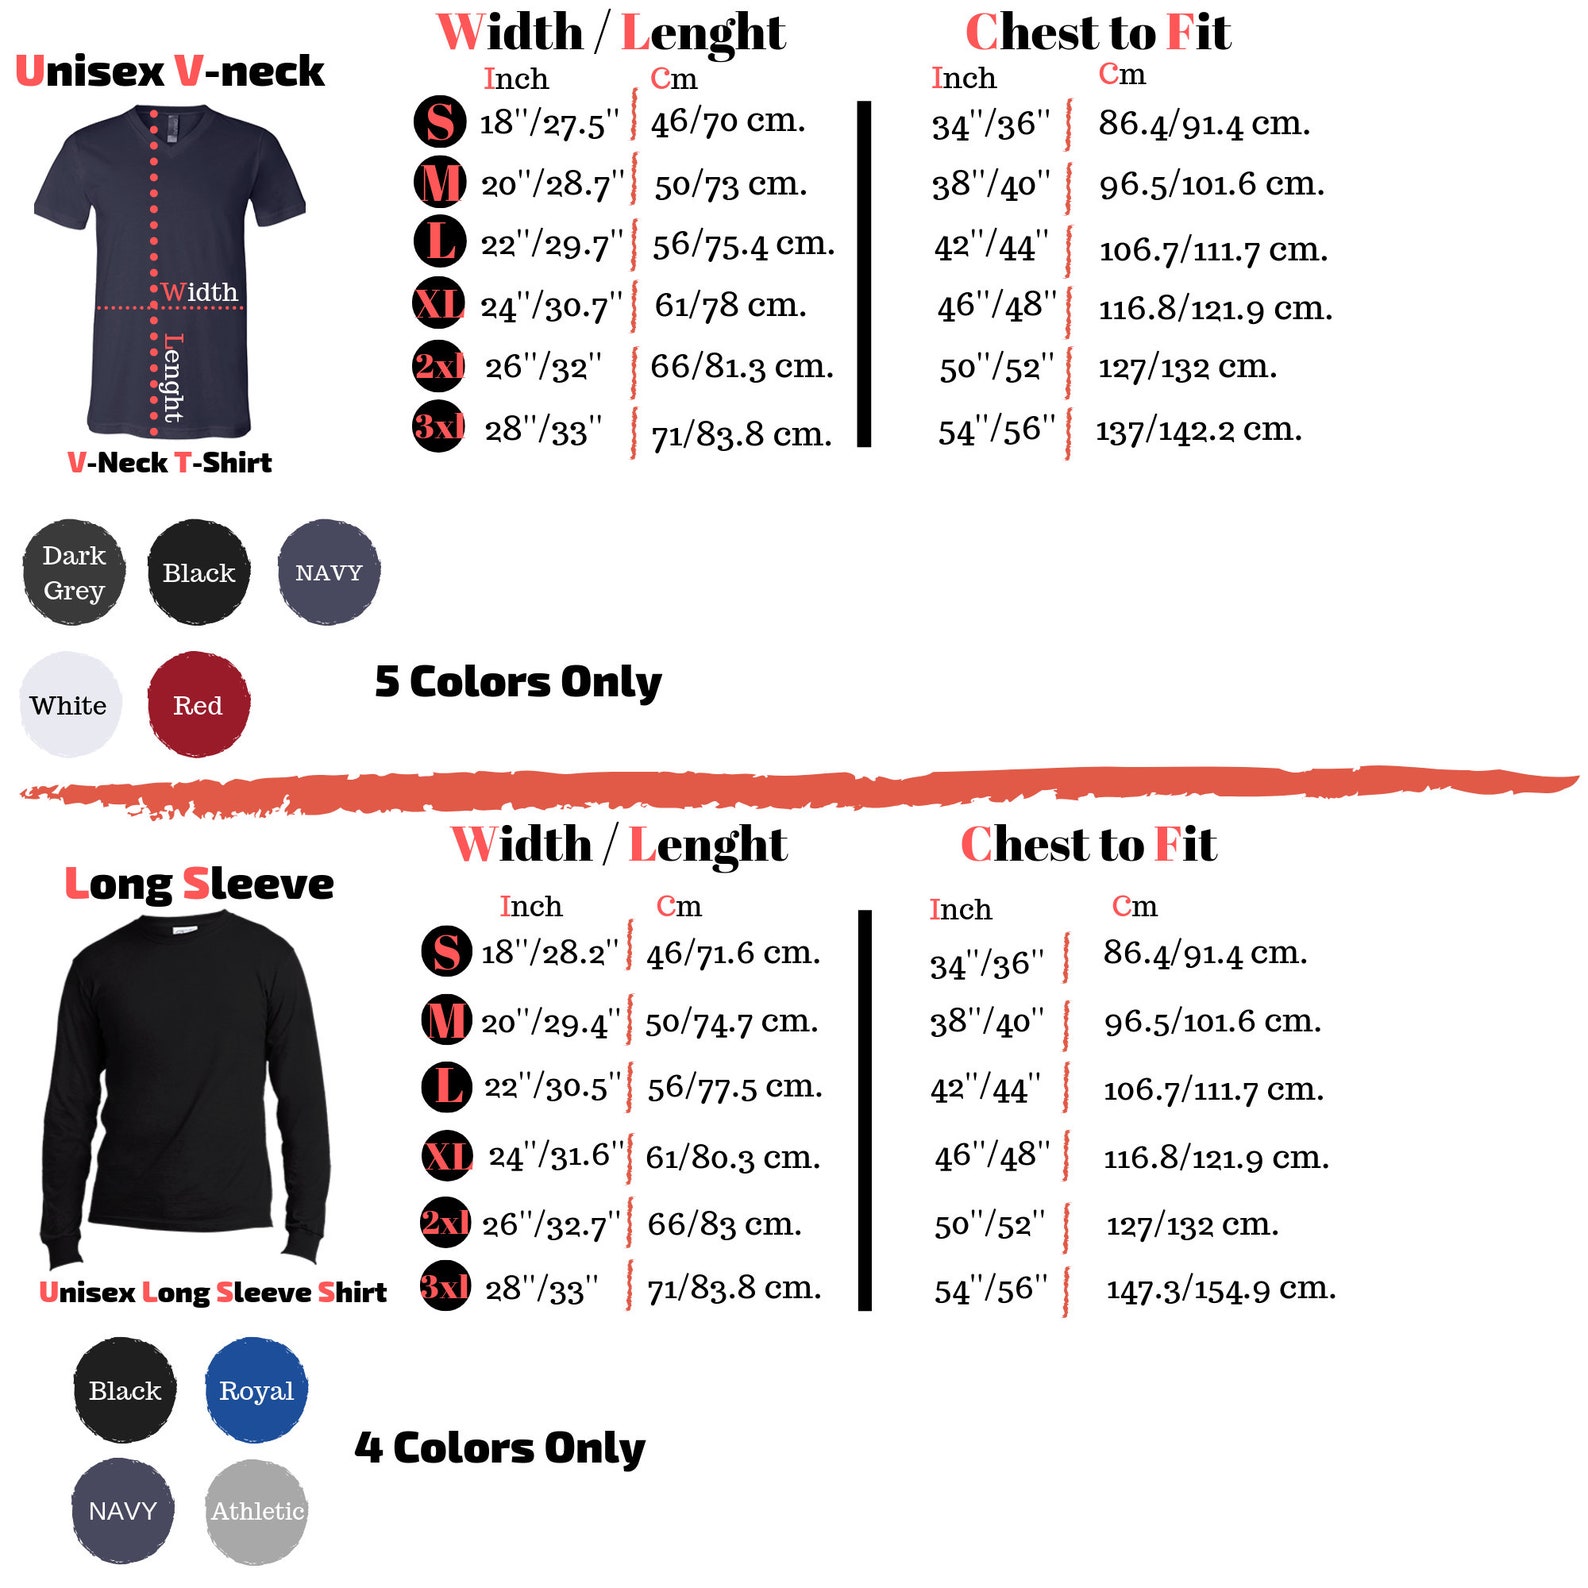 Unisex V-neck
Width / Lenght
Chest to Fit
Inch Cm
Inch Cm
S 18"/27.5" 46/70 cm. 34"/36" 86.4/91.4 cm.
M 20"/28.7" 50/73 cm. 38"/40" 96.5/101.6 cm.
L 22"/29.7" 56/75.4 cm. 42"/44" 106.7/111.7 cm.
XL 24"/30.7" 61/78 cm. 46"/48" 116.8/121.9 cm.
2xl 26"/32" 66/81.3 cm. 50"/52" 127/132 cm.
3xl 28"/33" 71/83.8 cm. 54"/56" 137/142.2 cm.
Width
Lenght
V-Neck T-Shirt
Dark
Grey
Black
NAVY
White
Red
5 Colors Only
Long Sleeve
Width / Lenght
Chest to Fit
Inch Cm
Inch Cm
S 18"/28.2" 46/71.6 cm. 34"/36" 86.4/91.4 cm.
M 20"/29.4" 50/74.7 cm. 38"/40" 96.5/101.6 cm.
L 22"/30.5" 56/77.5 cm. 42"/44" 106.7/111.7 cm.
XL 24"/31.6" 61/80.3 cm. 46"/48" 116.8/121.9 cm.
2xl 26"/32.7" 66/83 cm. 50"/52" 127/132 cm.
3xl 28"/33" 71/83.8 cm. 54"/56" 147.3/154.9 cm.
Unisex Long Sleeve Shirt
Black
Royal
NAVY
Athletic
4 Colors Only